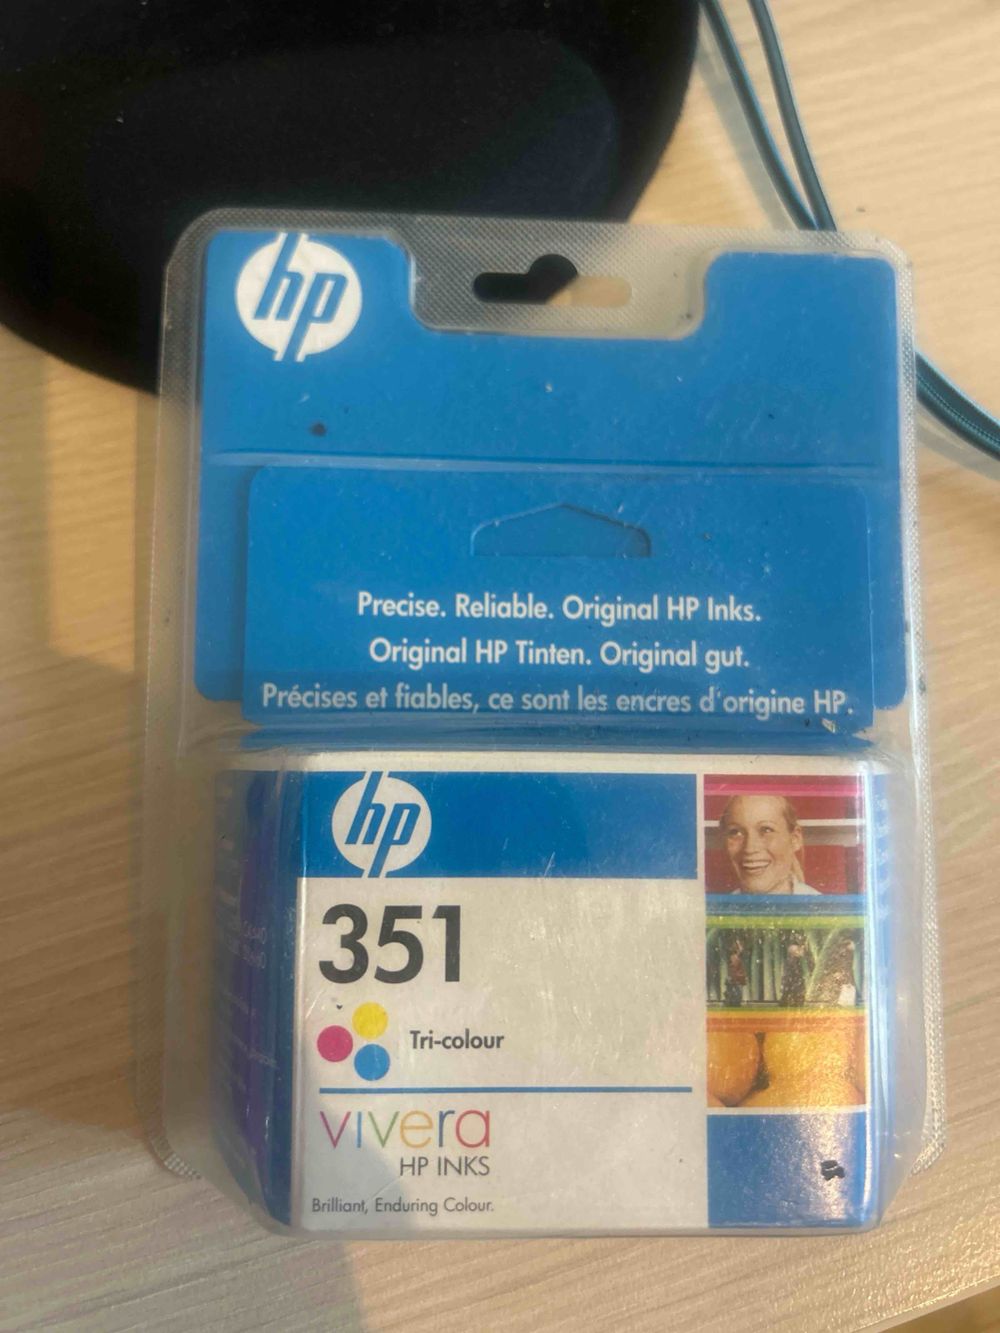 hp
Precise. Reliable. Original HP Inks.
Original HP Tinten. Original gut.
Précises et fiables, ce sont les encres d'origine HP.
hp
351
Tri-colour
vivera
HP INKS
Brilliant, Enduring Colour.